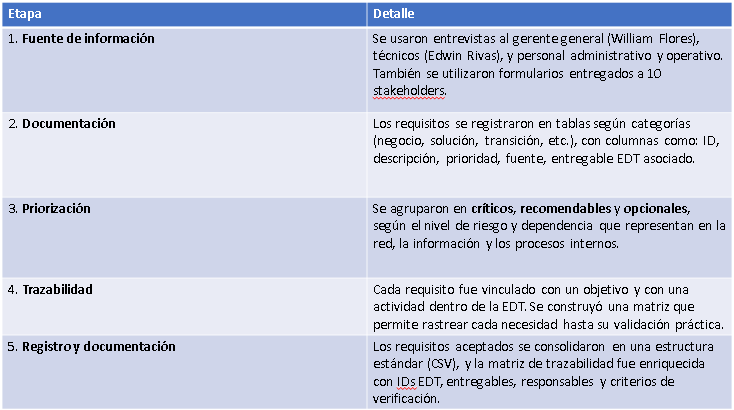 Etapa Detalle
1. Fuente de información
Se usaron entrevistas al gerente general (William Flores),
técnicos (Edwin Rivas), y personal administrativo y operativo.
También se utilizaron formularios entregados a 10
stakeholders.
2. Documentación
Los requisitos se registraron en tablas según categorías
(negocio, solución, transición, etc.), con columnas como: ID,
descripción, prioridad, fuente, entregable EDT asociado.
3. Priorización
Se agruparon en críticos, recomendables y opcionales,
según el nivel de riesgo y dependencia que representan en la
red, la información y los procesos internos.
4. Trazabilidad
Cada requisito fue vinculado con un objetivo y con una
actividad dentro de la EDT. Se construyó una matriz que
permite rastrear cada necesidad hasta su validación práctica.
5. Registro y documentación
Los requisitos aceptados se consolidaron en una estructura
estándar (CSV), y la matriz de trazabilidad fue enriquecida
con IDs EDT, entregables, responsables y criterios de
verificación.